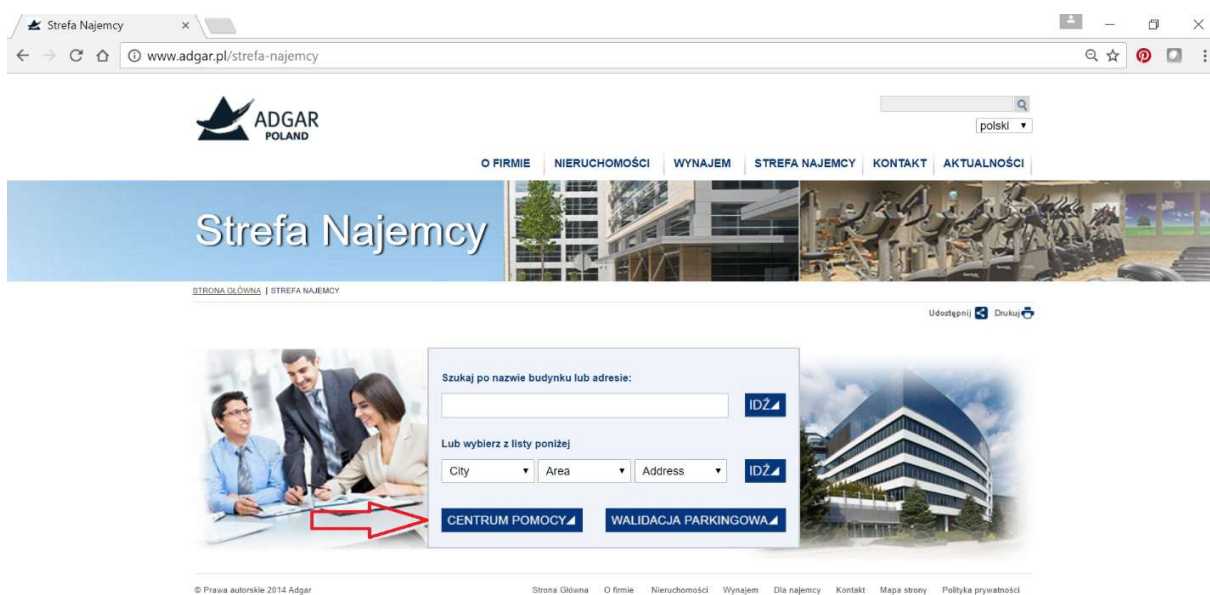 Strefa Najemcy
www.adgar.pl/strefa-najemcy
ADGAR
POLAND
polski
O FIRMIE NIERUCHOMOŚCI WYNAJEM STREFA NAJEMCY KONTAKT AKTUALNOŚCI
Strefa Najemcy
STRONA GŁÓWNA | STREFA NAJEMCY
Udostępnij Drukuj
Szukaj po nazwie budynku lub adresie:
IDŹ
Lub wybierz z listy poniżej
City Area Address IDŹ
CENTRUM POMOCY WALIDACJA PARKINGOWA
© Prawa autorskie 2014 Adgar Strona Główna O firmie Nieruchomości Wynajem Dla najemcy Kontakt Mapa strony Polityka prywatności